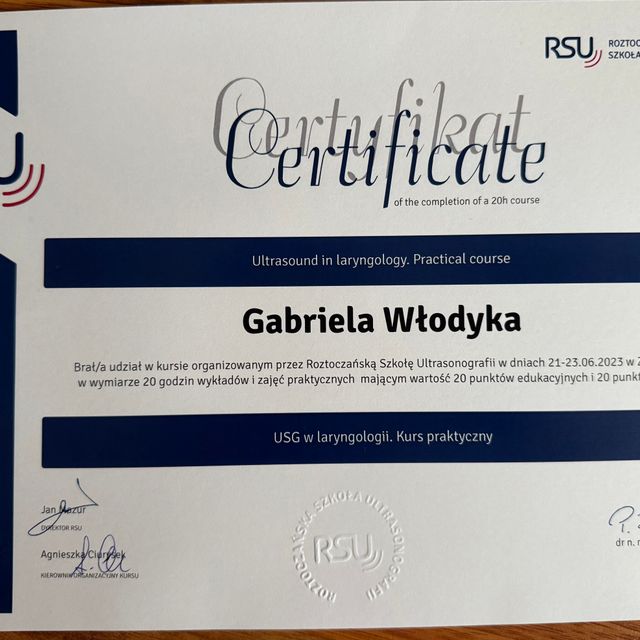 RSU ROZTOC
SZKOŁA
Certyfikat
Certificate
of the completion of a 20h course
Ultrasound in laryngology. Practical course
Gabriela Włodyka
Brał/a udział w kursie organizowanym przez Roztoczańską Szkołę Ultrasonografii w dniach 21-23.06.2023 w Z
w wymiarze 20 godzin wykładów i zajęć praktycznych mającym wartość 20 punktów edukacyjnych i 20 punkt
USG w laryngologii. Kurs praktyczny
Jan Mazur
DYREKTOR RSU
Agnieszka Ciurysek
KIEROWNIK ORGANIZACYJNY KURSU
ROZTOCZAŃSKA SZKOŁA ULTRASONOGRAFII
RSU
dr n. m